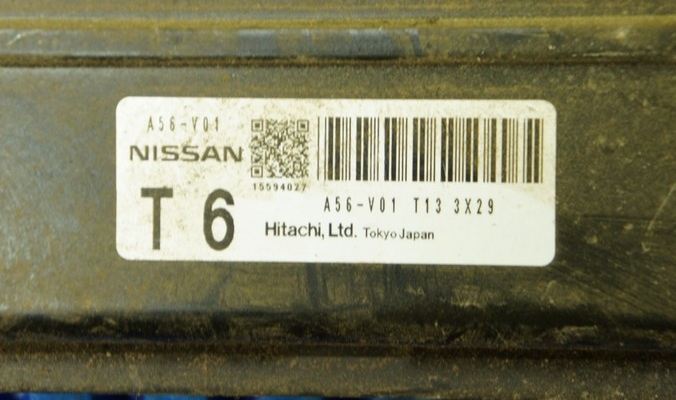 A56-V01
NISSAN
15594027
T 6
A56-V01 T13 3X29
Hitachi, Ltd. Tokyo Japan